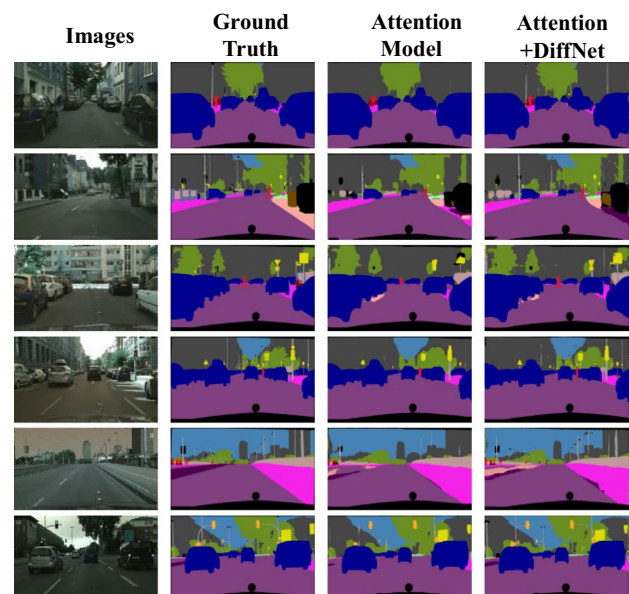 Images
Ground
Truth
Attention
Model
Attention
+DiffNet